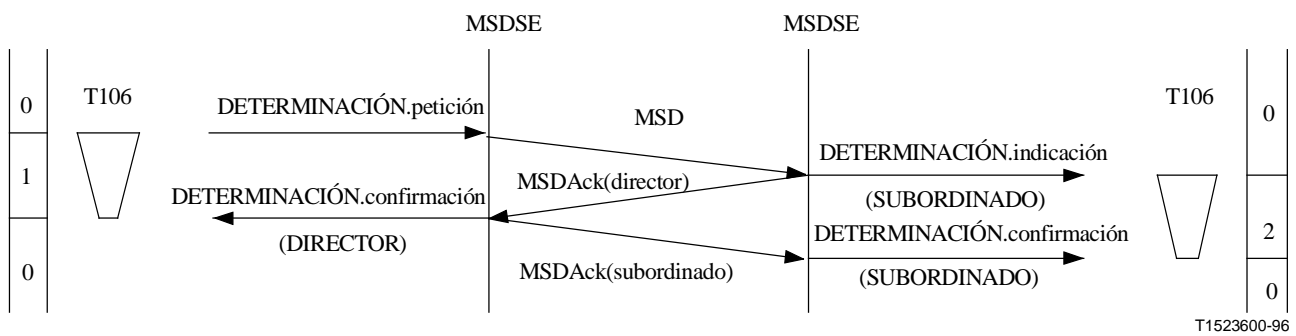 MSDSE
MSDSE
T106
T106
0
DETERMINACIÓN.petición
MSD
0
DETERMINACIÓN.indicación
1
MSDAck(director)
DETERMINACIÓN.confirmación
(SUBORDINADO)
(DIRECTOR)
DETERMINACIÓN.confirmación
2
0
MSDAck(subordinado)
(SUBORDINADO)
0
T1523600-96